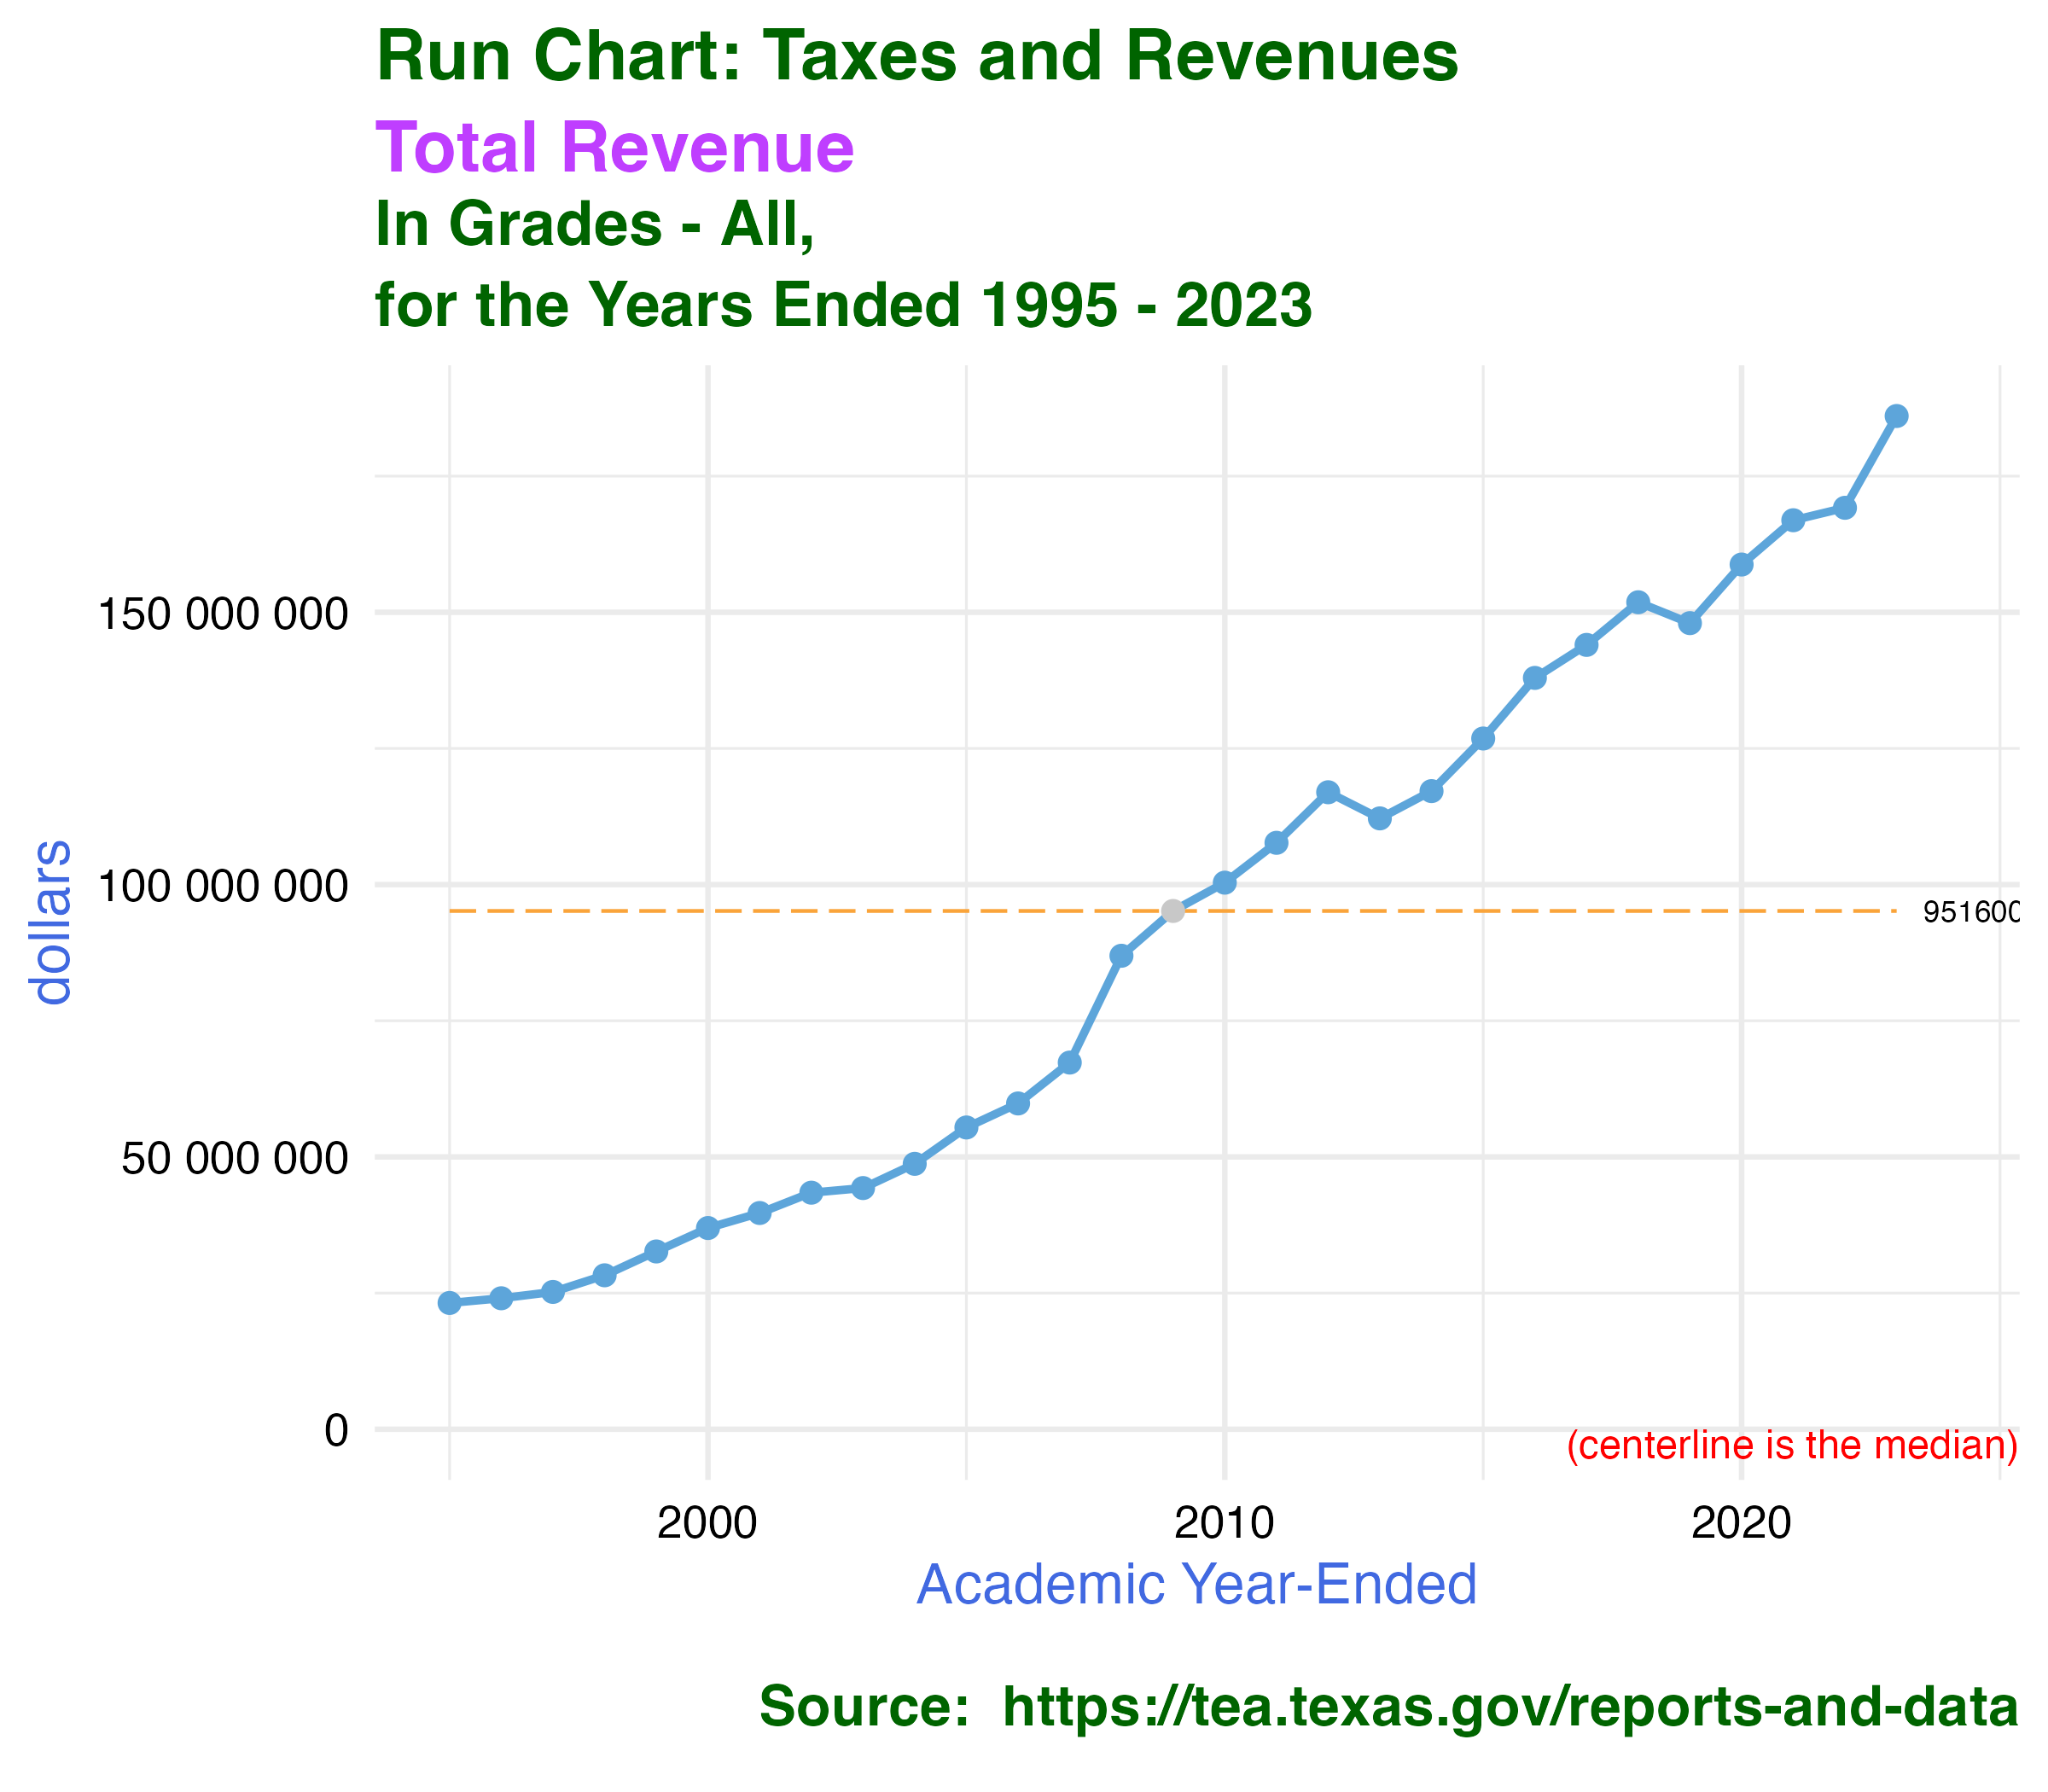 Run Chart: Taxes and Revenues
Total Revenue
In Grades - All,
for the Years Ended 1995 - 2023
150 000 000
100 000 000
50 000 000
0
dollars
951600
(centerline is the median)
2000 2010 2020
Academic Year-Ended
Source:  https://tea.texas.gov/reports-and-data